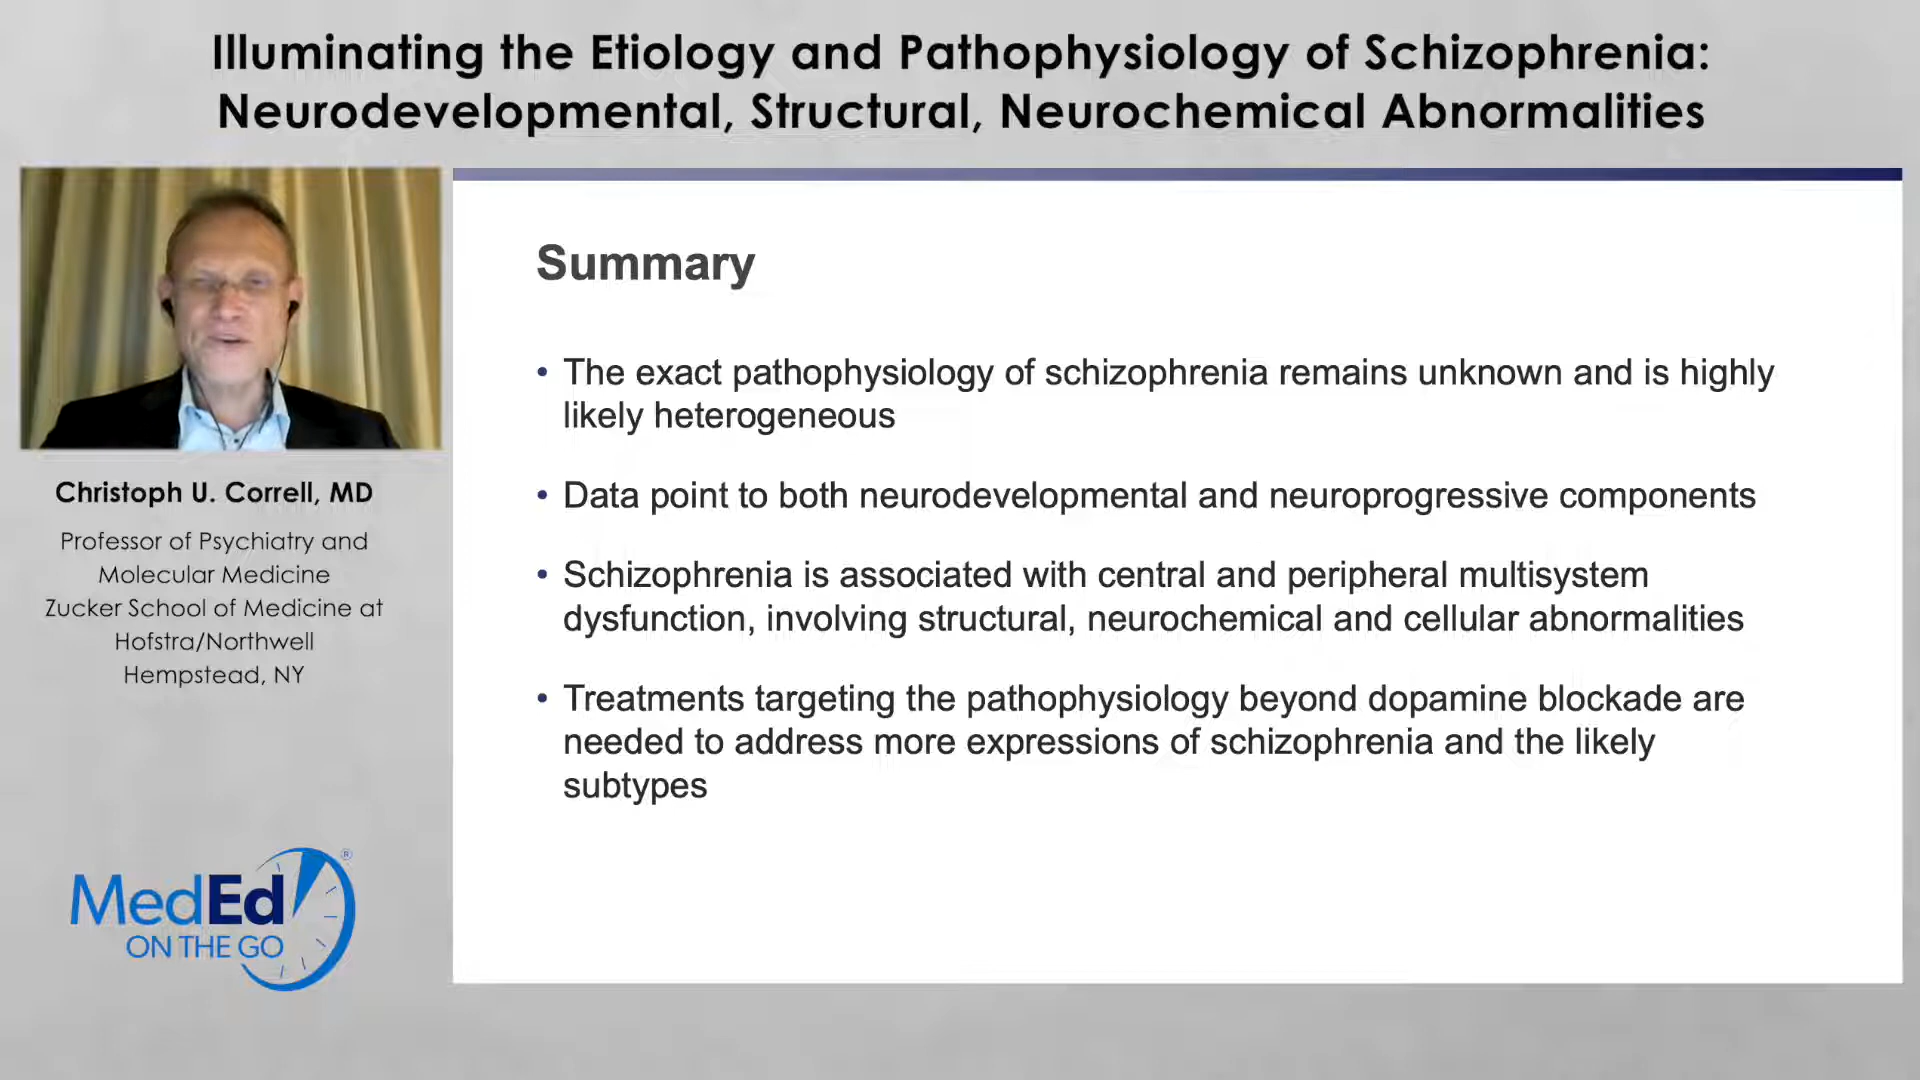 Illuminating the Etiology and Pathophysiology of Schizophrenia:
Neurodevelopmental, Structural, Neurochemical Abnormalities
Christoph U. Correll, MD
Professor of Psychiatry and
Molecular Medicine
Zucker School of Medicine at
Hofstra/Northwell
Hempstead, NY
MedEd®
ON THE GO
Summary
• The exact pathophysiology of schizophrenia remains unknown and is highly
likely heterogeneous
• Data point to both neurodevelopmental and neuroprogressive components
• Schizophrenia is associated with central and peripheral multisystem
dysfunction, involving structural, neurochemical and cellular abnormalities
• Treatments targeting the pathophysiology beyond dopamine blockade are
needed to address more expressions of schizophrenia and the likely
subtypes